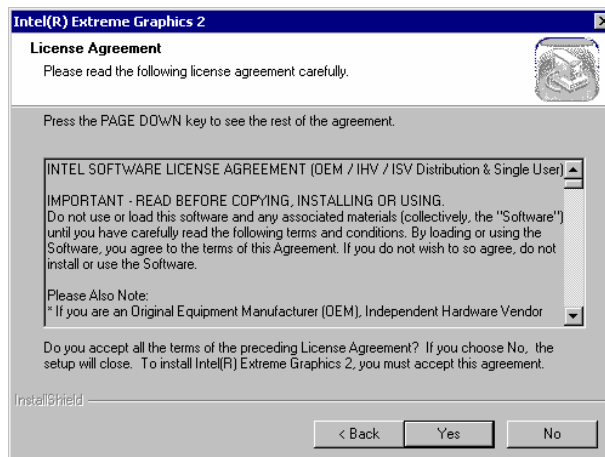 Intel(R) Extreme Graphics 2
License Agreement
Please read the following license agreement carefully.
Press the PAGE DOWN key to see the rest of the agreement.
INTEL SOFTWARE LICENSE AGREEMENT (OEM / IHV / ISV Distribution & Single User)
IMPORTANT - READ BEFORE COPYING, INSTALLING OR USING.
Do not use or load this software and any associated materials (collectively, the "Software")
until you have carefully read the following terms and conditions. By loading or using the
Software, you agree to the terms of this Agreement. If you do not wish to so agree, do not
install or use the Software.
Please Also Note:
* If you are an Original Equipment Manufacturer (OEM), Independent Hardware Vendor
Do you accept all the terms of the preceding License Agreement? If you choose No, the
setup will close. To install Intel(R) Extreme Graphics 2, you must accept this agreement.
InstallShield
< Back
Yes
No